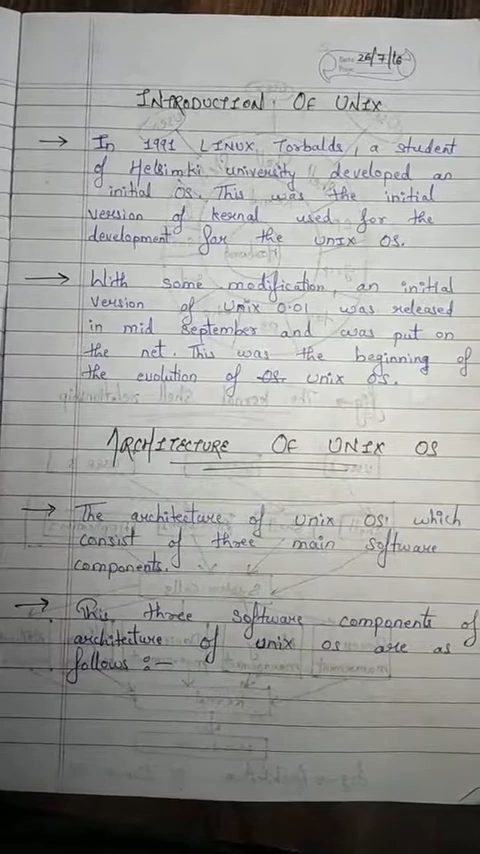 Date: 26/7/16
INTRODUCTION OF UNIX
→ In 1991 LINUX Torbalds, a student
of Helsimki university developed an
initial OS. This was the initial
version of kernal used for the
development for the UNIX OS.
→ With some modification, an initial
version of Unix 0.01, was released
in mid September and was put on
the net. This was the beginning of
the evolution of OS unix OS.
ARCHITECTURE OF UNIX OS
→ The architecture of unix OS which
consist of three main software
components.
→ This three software components of
architecture of unix os are as
follows :-